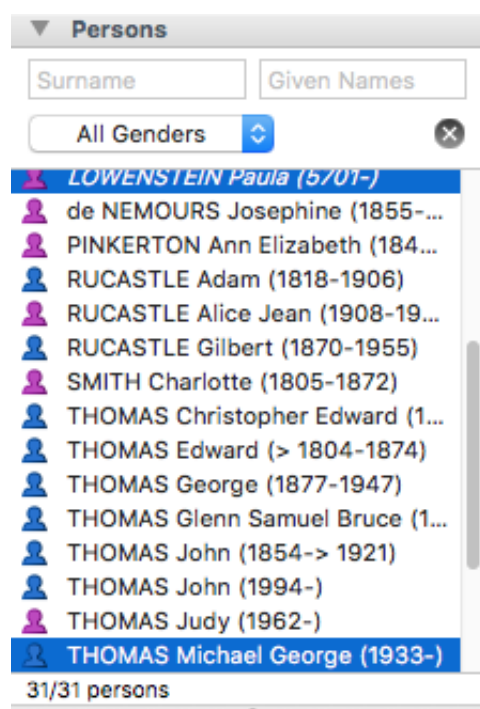 Persons
Surname Given Names
All Genders
LOWENSTEIN Paula (5701-)
de NEMOURS Josephine (1855-...
PINKERTON Ann Elizabeth (184...
RUCASTLE Adam (1818-1906)
RUCASTLE Alice Jean (1908-19...
RUCASTLE Gilbert (1870-1955)
SMITH Charlotte (1805-1872)
THOMAS Christopher Edward (1...
THOMAS Edward (> 1804-1874)
THOMAS George (1877-1947)
THOMAS Glenn Samuel Bruce (1...
THOMAS John (1854-> 1921)
THOMAS John (1994-)
THOMAS Judy (1962-)
THOMAS Michael George (1933-)
31/31 persons